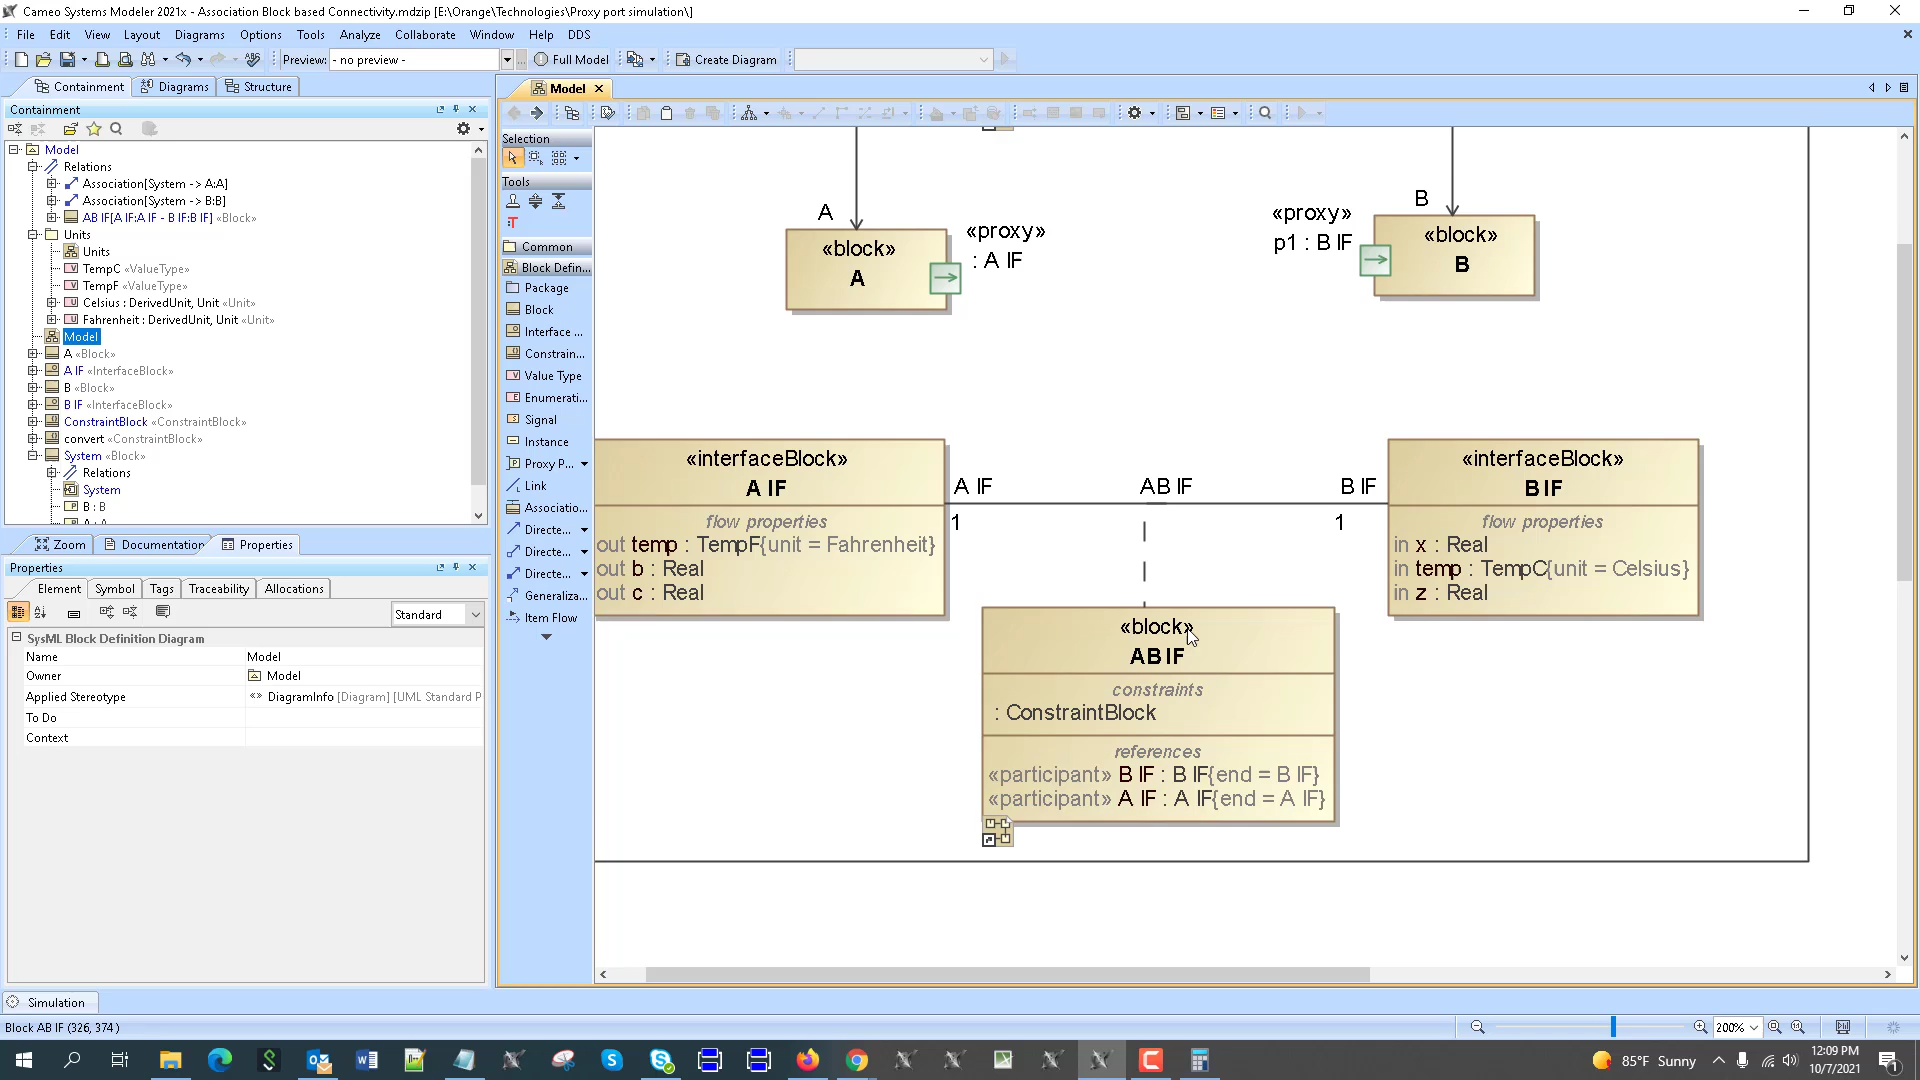 Cameo Systems Modeler 2021x - Association Block based Connectivity.mdzip [E:\Orange\Technologies\Proxy port simulation\]
File Edit View Layout Diagrams Options Tools Analyze Collaborate Window Help DDS
Preview: - no preview - ... Full Model Create Diagram
Containment Diagrams Structure
Containment
Model
Relations
Association[System -> A:A]
Association[System -> B:B]
AB IF[A IF:A IF - B IF:B IF] «Block»
Units
Units
TempC «ValueType»
TempF «ValueType»
Celsius : DerivedUnit, Unit «Unit»
Fahrenheit : DerivedUnit, Unit «Unit»
Model
A «Block»
A IF «InterfaceBlock»
B «Block»
B IF «InterfaceBlock»
ConstraintBlock «ConstraintBlock»
convert «ConstraintBlock»
System «Block»
Relations
System
B : B
Zoom Documentation Properties
Properties
Element Symbol Tags Traceability Allocations
Standard
SysML Block Definition Diagram
Name Model
Owner Model
Applied Stereotype «» DiagramInfo [Diagram] [UML Standard P
To Do
Context
Simulation
Block AB IF (326, 374 )
Model
Selection
Tools
Common
Block Defin...
Package
Block
Interface ...
Constrain...
Value Type
Enumerati...
Signal
Instance
Proxy P...
Link
Associatio...
Directe...
Directe...
Directe...
Generaliza...
Item Flow
A
«proxy»
: A IF
«block»
A
B
«proxy»
p1 : B IF
«block»
B
«interfaceBlock»
A IF
flow properties
out temp : TempF{unit = Fahrenheit}
out b : Real
out c : Real
A IF AB IF B IF
1 1
«interfaceBlock»
B IF
flow properties
in x : Real
in temp : TempC{unit = Celsius}
in z : Real
«block»
AB IF
constraints
: ConstraintBlock
references
«participant» B IF : B IF{end = B IF}
«participant» A IF : A IF{end = A IF}
200%
85°F Sunny
12:09 PM
10/7/2021
1